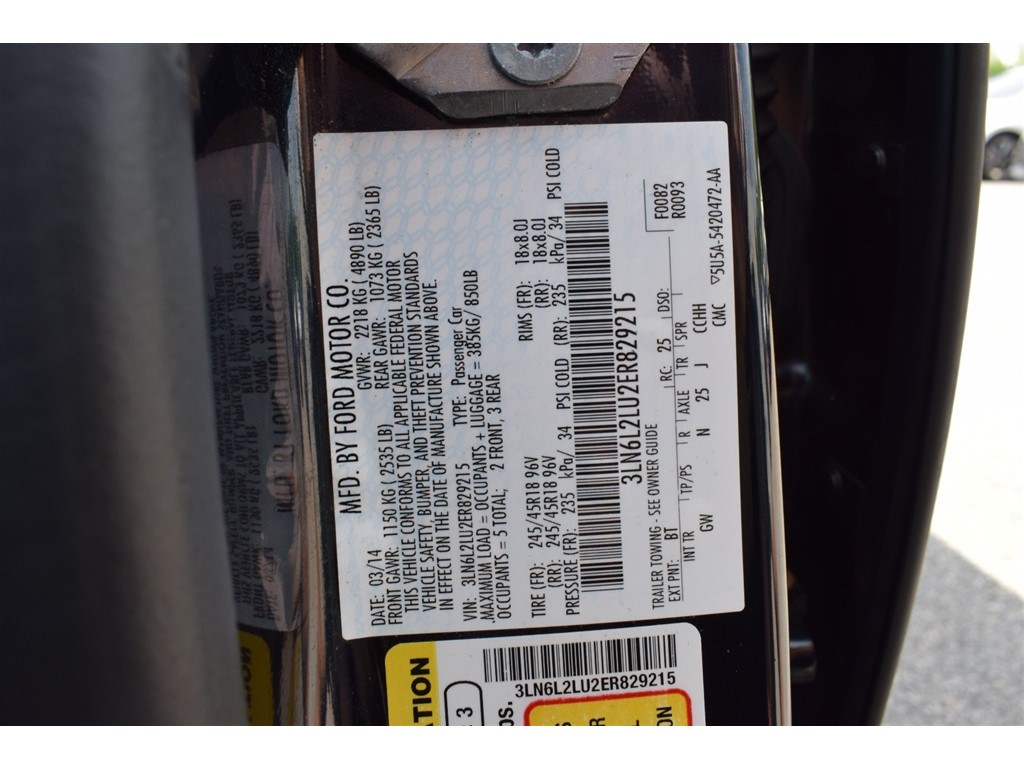 MFD. BY FORD MOTOR CO.
DATE: 03/14 GVWR: 2218 KG ( 4890 LB)
FRONT GAWR: 1150 KG ( 2535 LB) REAR GAWR: 1073 KG ( 2365 LB)
THIS VEHICLE CONFORMS TO ALL APPLICABLE FEDERAL MOTOR
VEHICLE SAFETY, BUMPER, AND THEFT PREVENTION STANDARDS
IN EFFECT ON THE DATE OF MANUFACTURE SHOWN ABOVE.
VIN: 3LN6L2LU2ER829215 TYPE: Passenger Car
MAXIMUM LOAD = OCCUPANTS + LUGGAGE = 385KG/ 850LB
OCCUPANTS = 5 TOTAL, 2 FRONT, 3 REAR
TIRE (FR): 245/45R18 96V RIMS (FR): 18x8.0J
(RR): 245/45R18 96V (RR): 18x8.0J
PRESSURE (FR): 235 kPa/ 34 PSI COLD (RR): 235 kPa/ 34 PSI COLD
3LN6L2LU2ER829215
F0082
R0093
TRAILER TOWING - SEE OWNER GUIDE
EXT PNT: BT RC: 25 DSO:
INT TR TP/PS R AXLE TR SPR
GW N 25 J CCHH
CMC 75U5A-5420472-AA
ATION
3
3LN6L2LU2ER829215